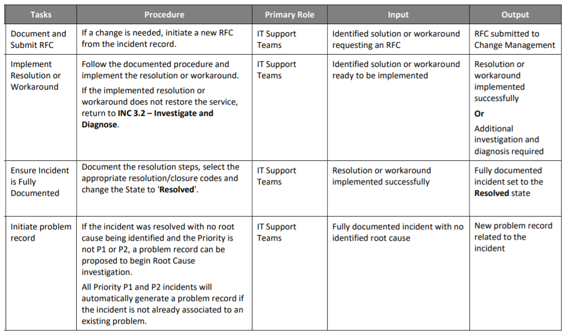 Tasks
Procedure
Primary Role
Input
Output
Document and
Submit RFC
If a change is needed, initiate a new RFC
from the incident record.
IT Support
Teams
Identified solution or workaround
requesting an RFC
RFC submitted to
Change Management
Implement
Resolution or
Workaround
Follow the documented procedure and
implement the resolution or workaround.
If the implemented resolution or
workaround does not restore the service,
return to INC 3.2 – Investigate and
Diagnose.
IT Support
Teams
Identified solution or workaround
ready to be implemented
Resolution or
workaround
implemented
successfully
Or
Additional
investigation and
diagnosis required
Ensure Incident
is Fully
Documented
Document the resolution steps, select the
appropriate resolution/closure codes and
change the State to 'Resolved'.
IT Support
Teams
Resolution or workaround
implemented successfully
Fully documented
incident set to the
Resolved state
Initiate problem
record
If the incident was resolved with no root
cause being identified and the Priority is
not P1 or P2, a problem record can be
proposed to begin Root Cause
investigation.
All Priority P1 and P2 incidents will
automatically generate a problem record if
the incident is not already associated to an
existing problem.
IT Support
Teams
Fully documented incident with no
identified root cause
New problem record
related to the
incident